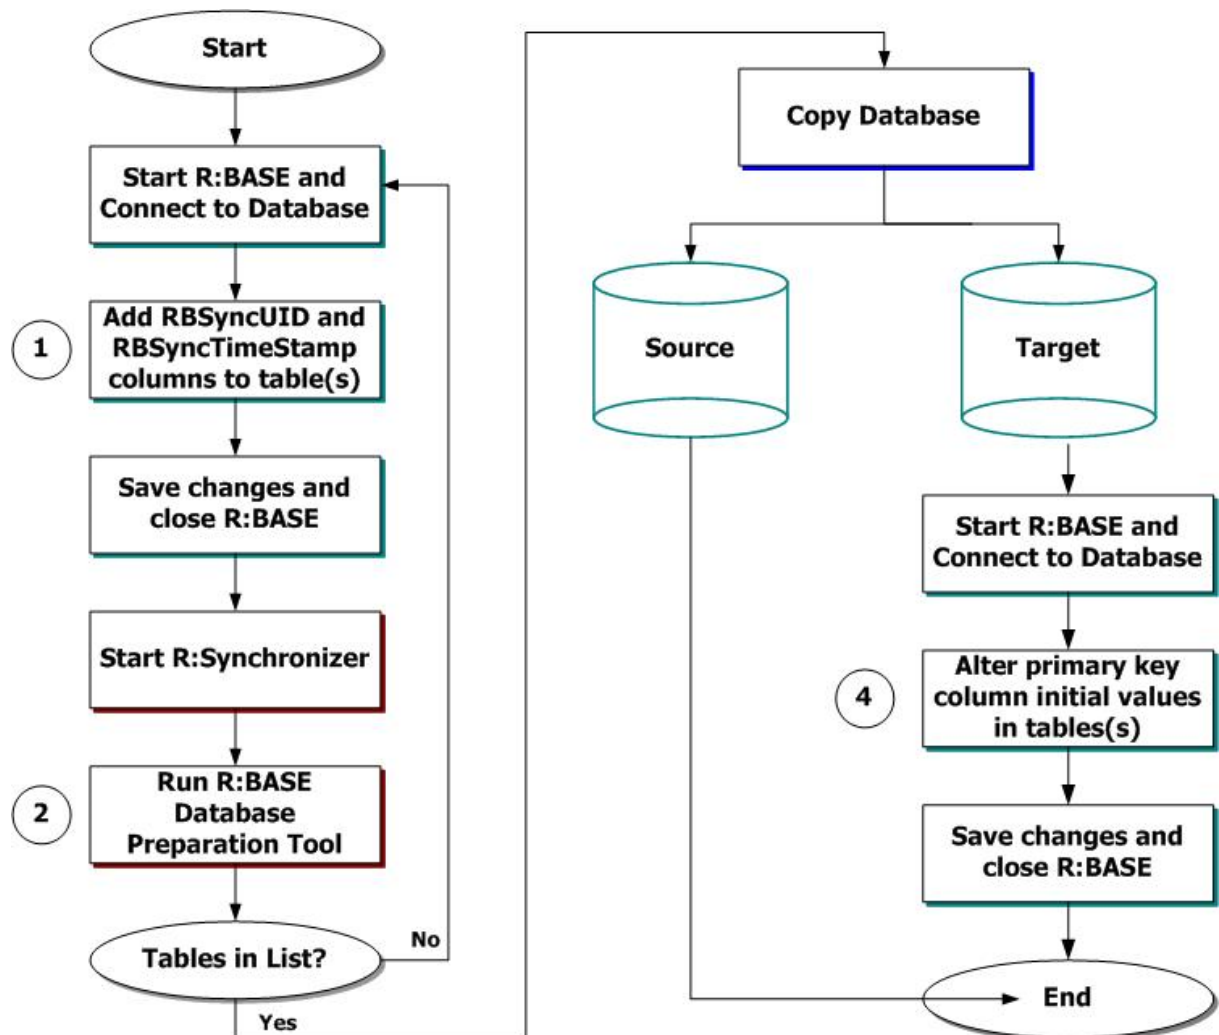 Start
Start R:BASE and
Connect to Database
1
Add RBSyncUID and
RBSyncTimeStamp
columns to table(s)
Save changes and
close R:BASE
Start R:Synchronizer
2
Run R:BASE
Database
Preparation Tool
Tables in List?
No
Yes
Copy Database
Source
Target
Start R:BASE and
Connect to Database
4
Alter primary key
column initial values
in tables(s)
Save changes and
close R:BASE
End